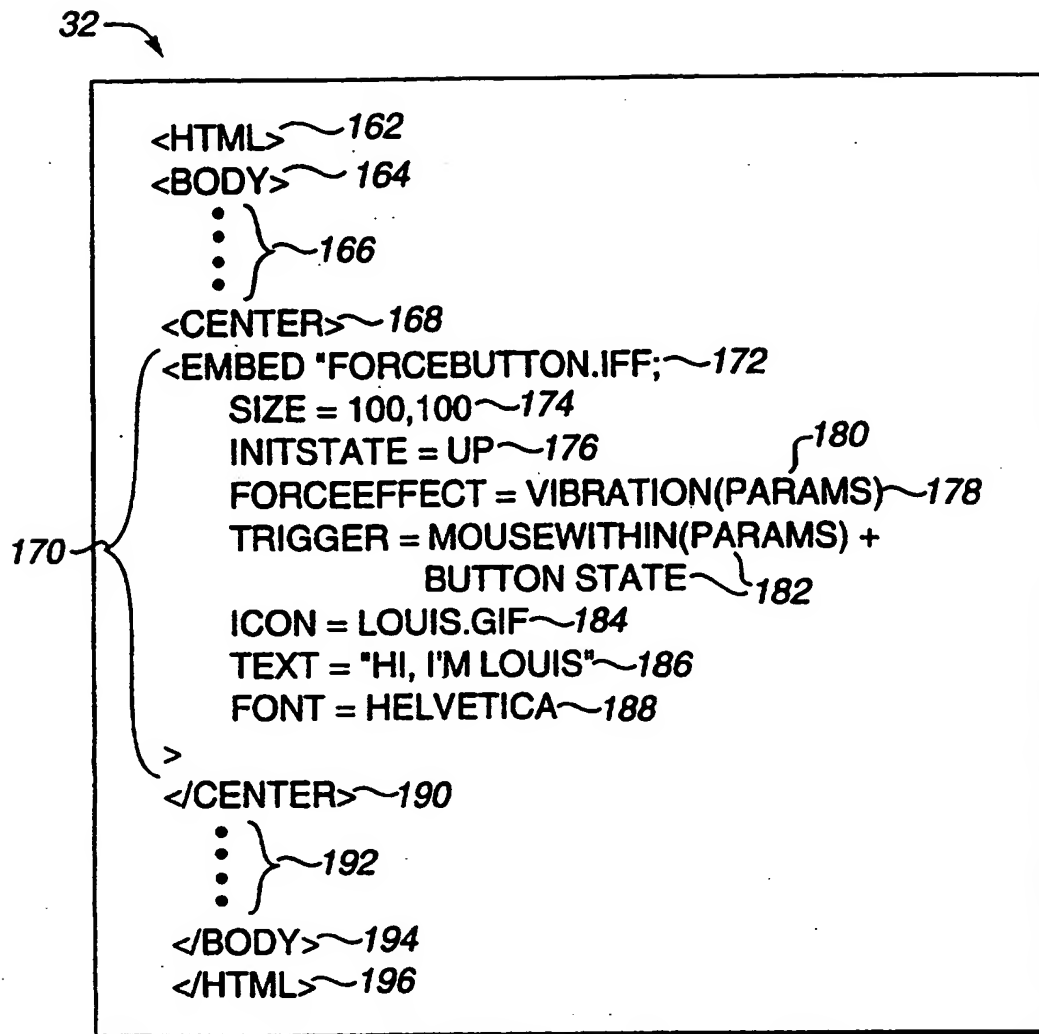 32
<HTML> 162
<BODY> 164
166
<CENTER> 168
<EMBED "FORCEBUTTON.IFF; 172
SIZE = 100,100 174
INITSTATE = UP 176
180
FORCEEFFECT = VIBRATION(PARAMS) 178
170
TRIGGER = MOUSEWITHIN(PARAMS) +
BUTTON STATE 182
ICON = LOUIS.GIF 184
TEXT = "HI, I'M LOUIS" 186
FONT = HELVETICA 188
>
</CENTER> 190
192
</BODY> 194
</HTML> 196